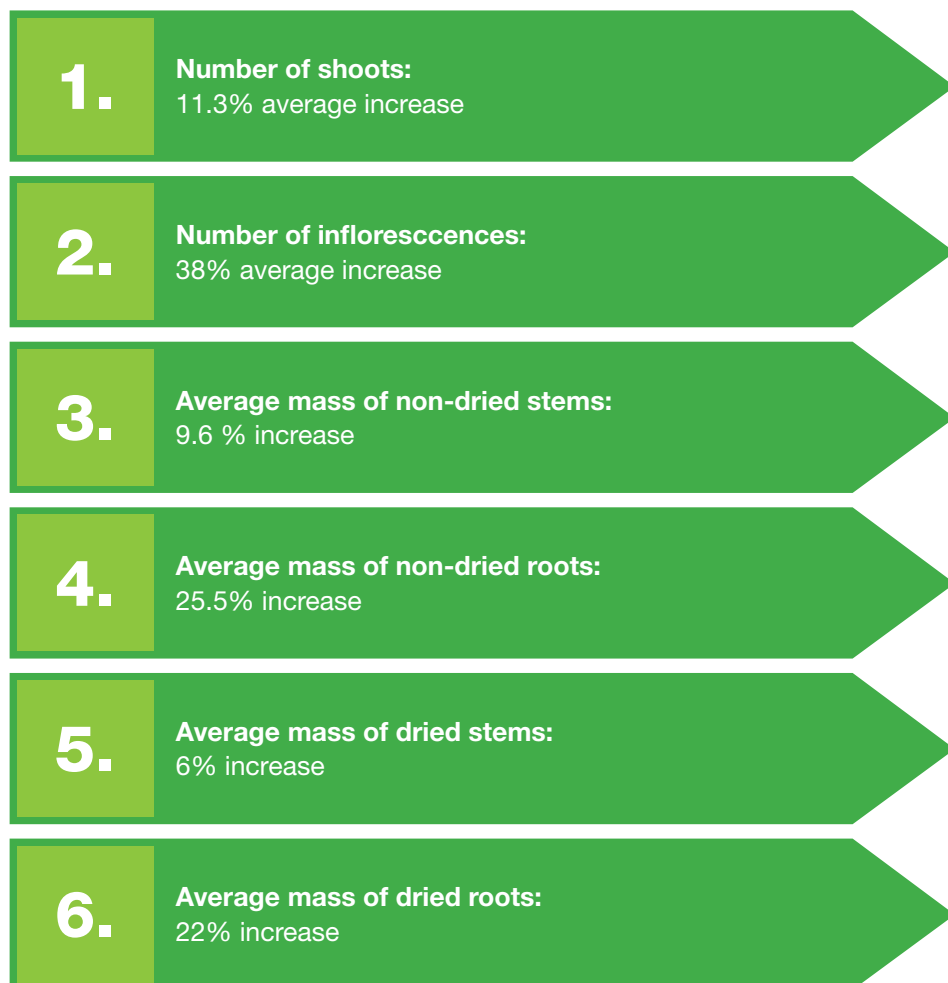 1.
Number of shoots:
11.3% average increase
2.
Number of infloresccences:
38% average increase
3.
Average mass of non-dried stems:
9.6 % increase
4.
Average mass of non-dried roots:
25.5% increase
5.
Average mass of dried stems:
6% increase
6.
Average mass of dried roots:
22% increase